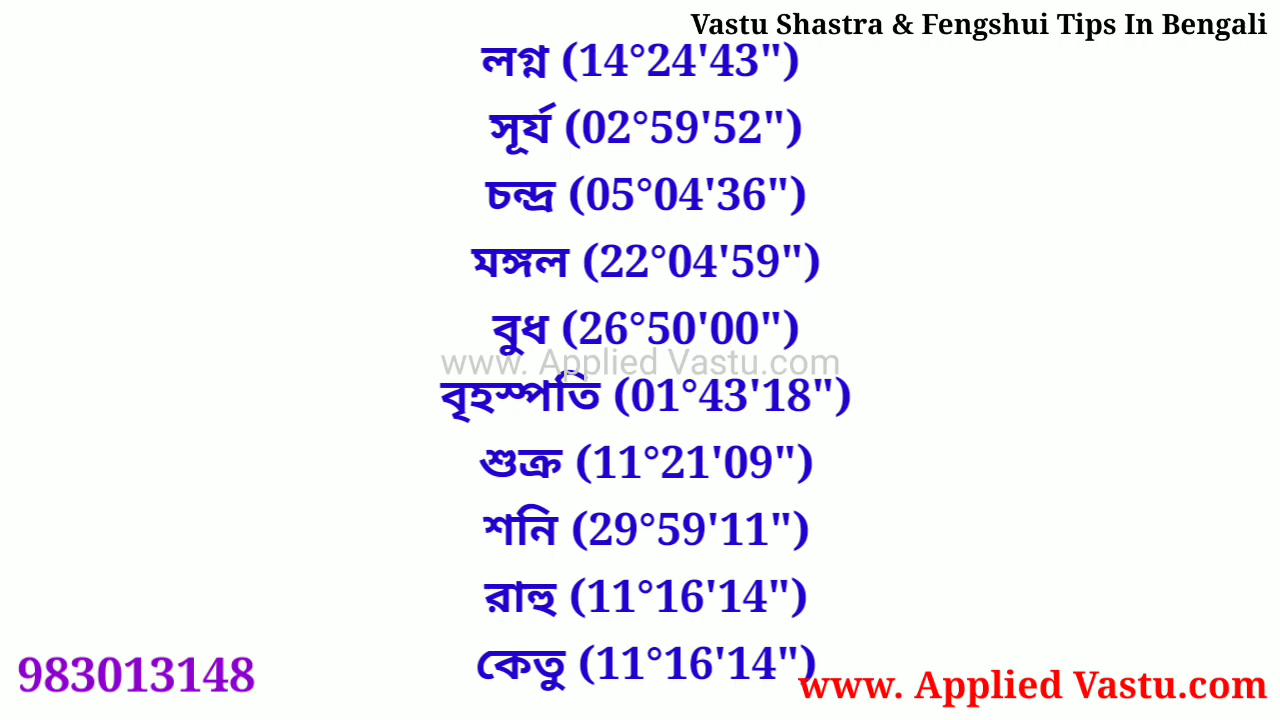 Vastu Shastra & Fengshui Tips In Bengali
লগ্ন (14°24'43")
সূর্য (02°59'52")
চন্দ্র (05°04'36")
মঙ্গল (22°04'59")
বুধ (26°50'00")
www. Applied Vastu.com
বৃহস্পতি (01°43'18")
শুক্র (11°21'09")
শনি (29°59'11")
রাহু (11°16'14")
কেতু (11°16'14")
983013148
www. Applied Vastu.com